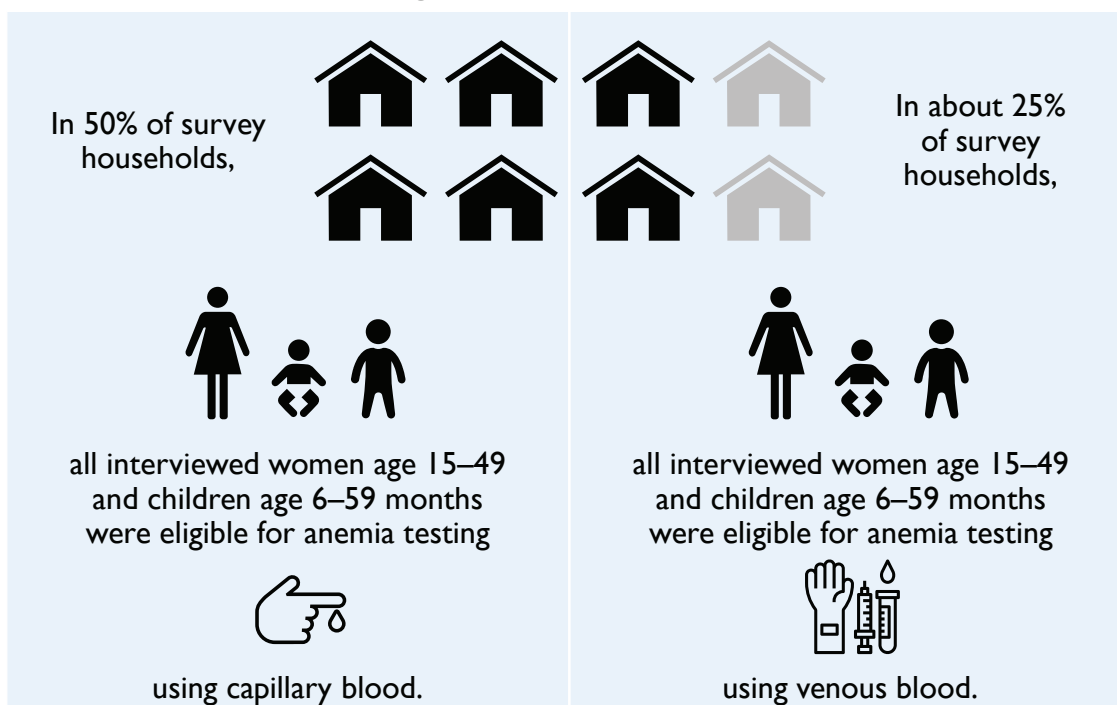 In 50% of survey
households,
In about 25%
of survey
households,
all interviewed women age 15–49
and children age 6–59 months
were eligible for anemia testing
using capillary blood.
all interviewed women age 15–49
and children age 6–59 months
were eligible for anemia testing
using venous blood.